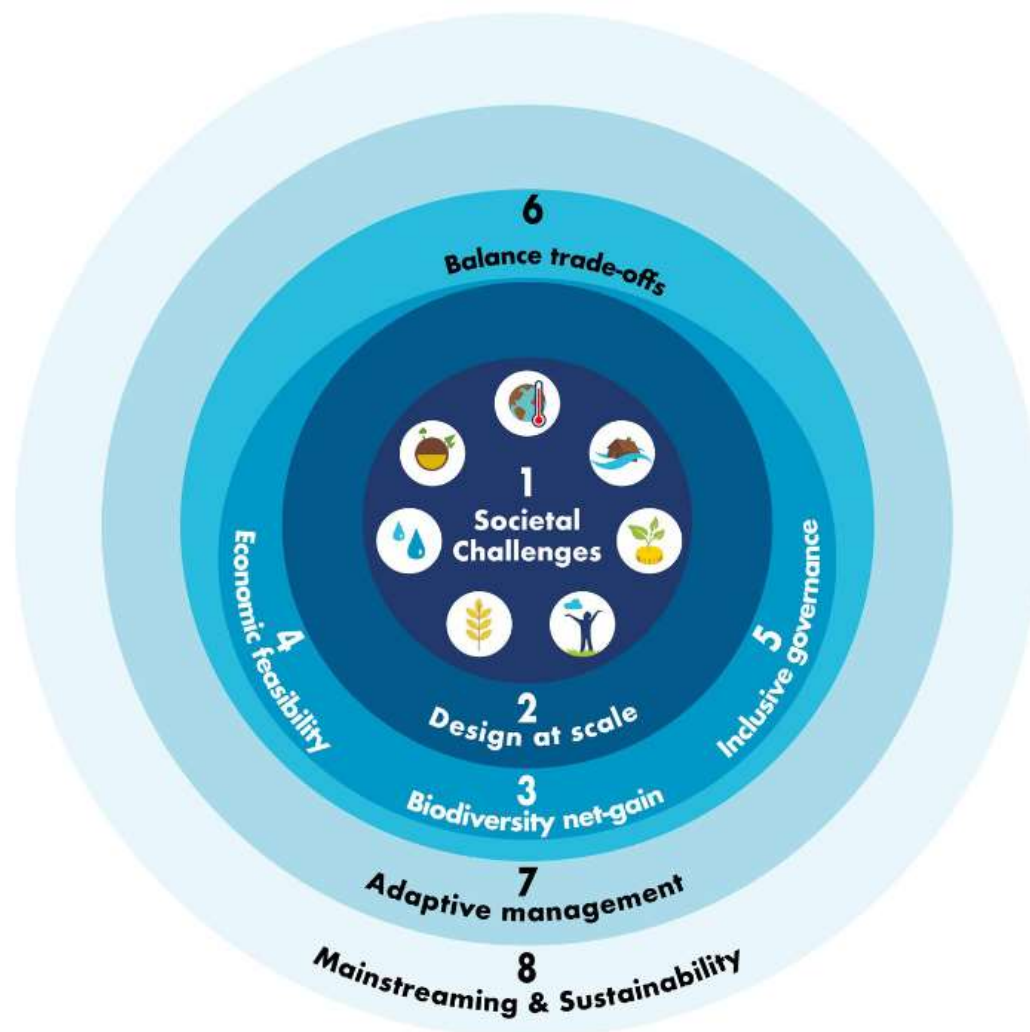 6
Balance trade-offs
1
Societal
Challenges
4
Economic feasibility
5
Inclusive governance
2
Design at scale
3
Biodiversity net-gain
7
Adaptive management
8
Mainstreaming & Sustainability